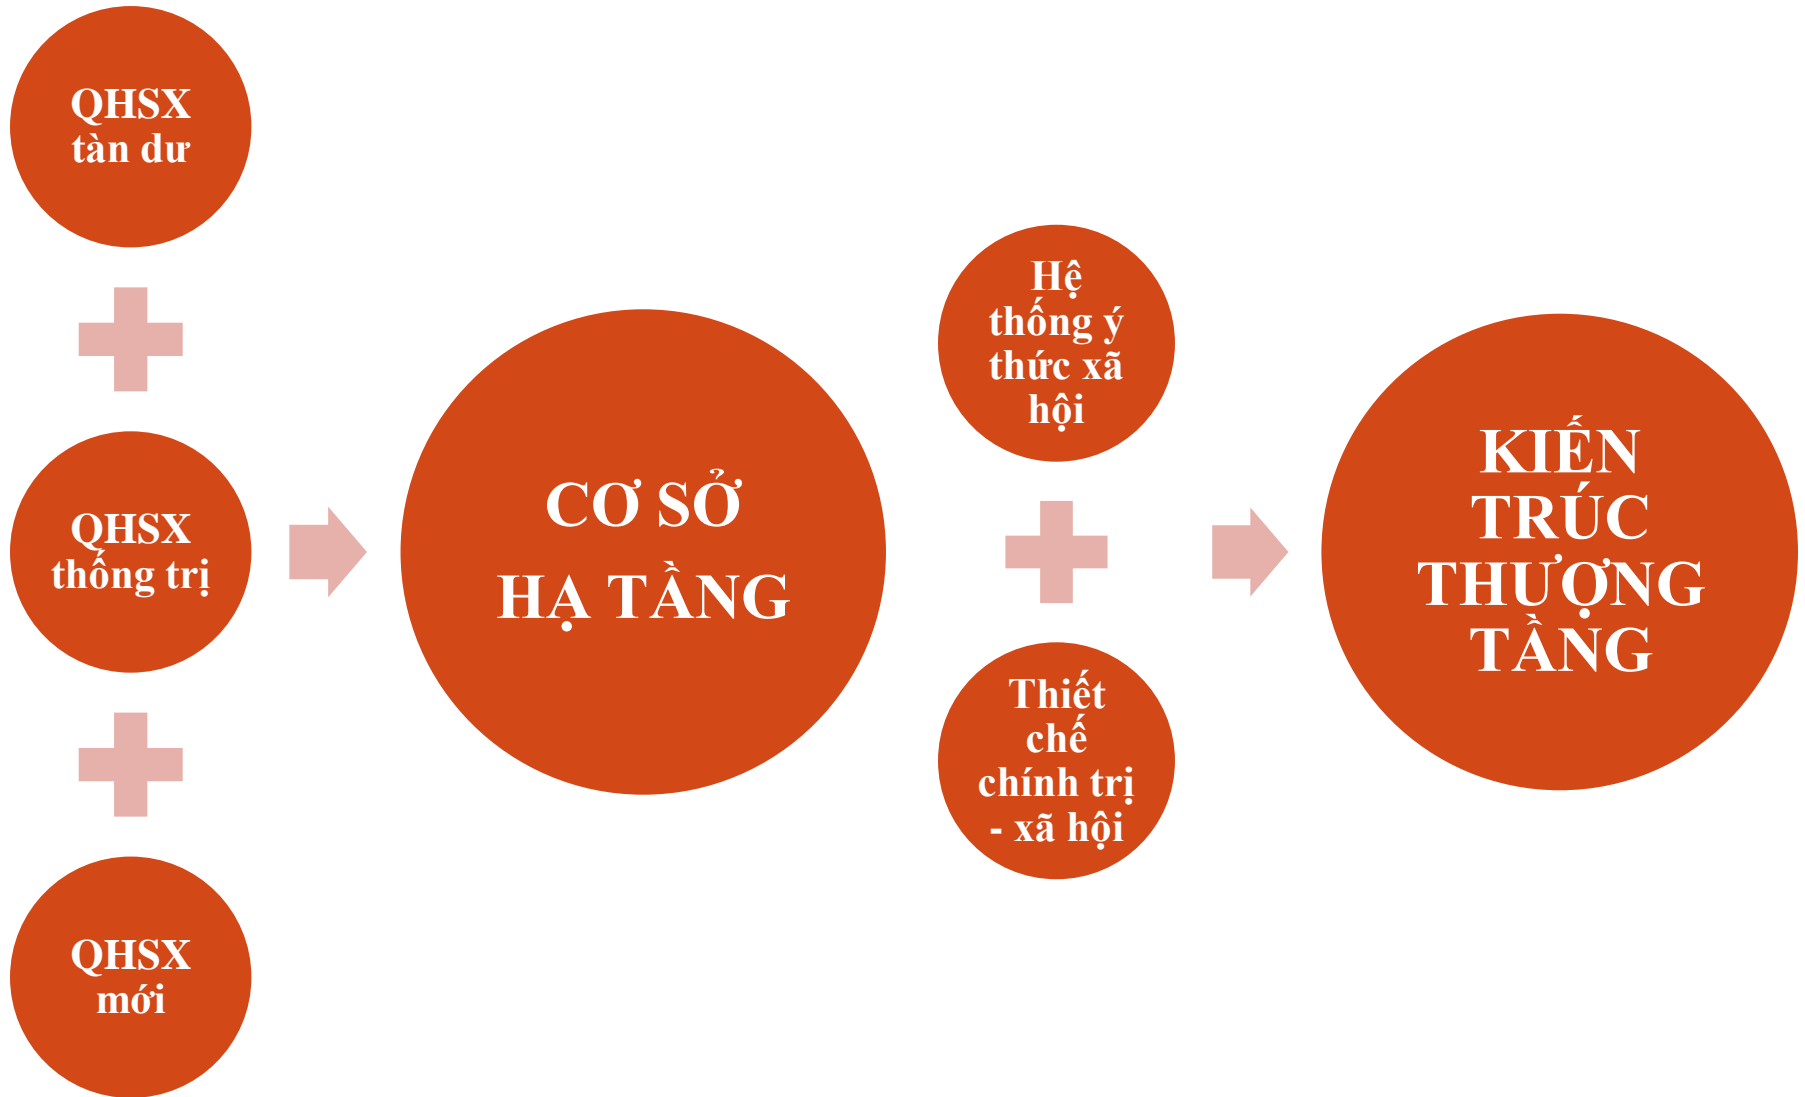 QHSX
tàn dư
QHSX
thống trị
QHSX
mới
CƠ SỞ
HẠ TẦNG
Hệ
thống ý
thức xã
hội
Thiết
chế
chính trị
- xã hội
KIẾN
TRÚC
THƯỢNG
TẦNG